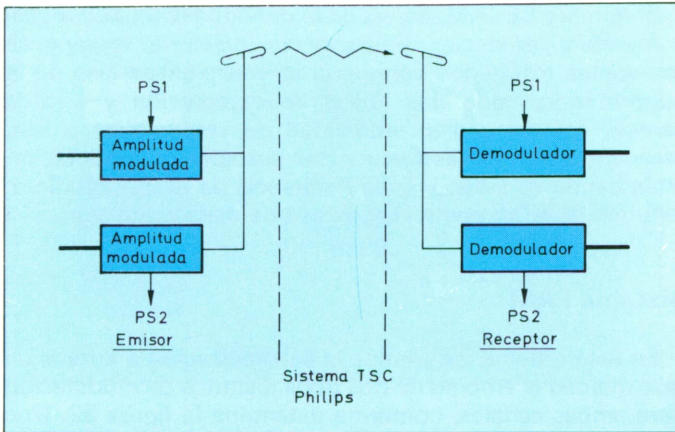 PS1
Amplitud
modulada
Amplitud
modulada
PS2
Emisor
Sistema TSC
Philips
PS1
Demodulador
Demodulador
PS2
Receptor